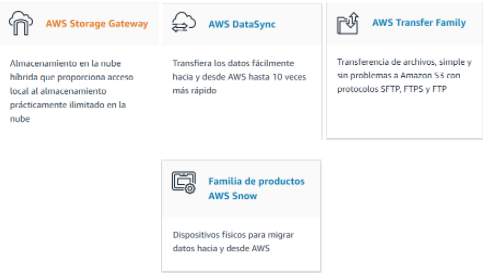 AWS Storage Gateway
Almacenamiento en la nube
híbrida que proporciona acceso
local al almacenamiento
prácticamente ilimitado en la
nube
AWS DataSync
Transfiera los datos fácilmente
hacia y desde AWS hasta 10 veces
más rápido
AWS Transfer Family
Transferencia de archivos, simple y
sin problemas a Amazon S3 con
protocolos SFTP, FTPS y FTP
Familia de productos
AWS Snow
Dispositivos físicos para migrar
datos hacia y desde AWS